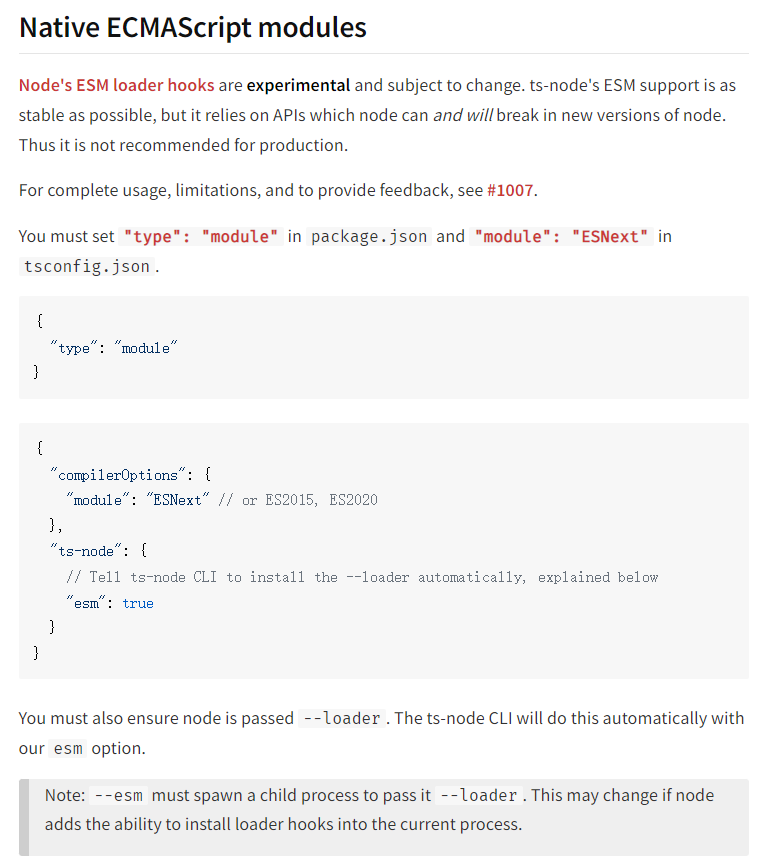 Native ECMAScript modules
Node's ESM loader hooks are experimental and subject to change. ts-node's ESM support is as
stable as possible, but it relies on APIs which node can and will break in new versions of node.
Thus it is not recommended for production.
For complete usage, limitations, and to provide feedback, see #1007.
You must set "type": "module" in package.json and "module": "ESNext" in
tsconfig.json.
{
  "type": "module"
}
{
  "compilerOptions": {
    "module": "ESNext" // or ES2015, ES2020
  },
  "ts-node": {
    // Tell ts-node CLI to install the --loader automatically, explained below
    "esm": true
  }
}
You must also ensure node is passed --loader. The ts-node CLI will do this automatically with
our esm option.
Note: --esm must spawn a child process to pass it --loader. This may change if node
adds the ability to install loader hooks into the current process.